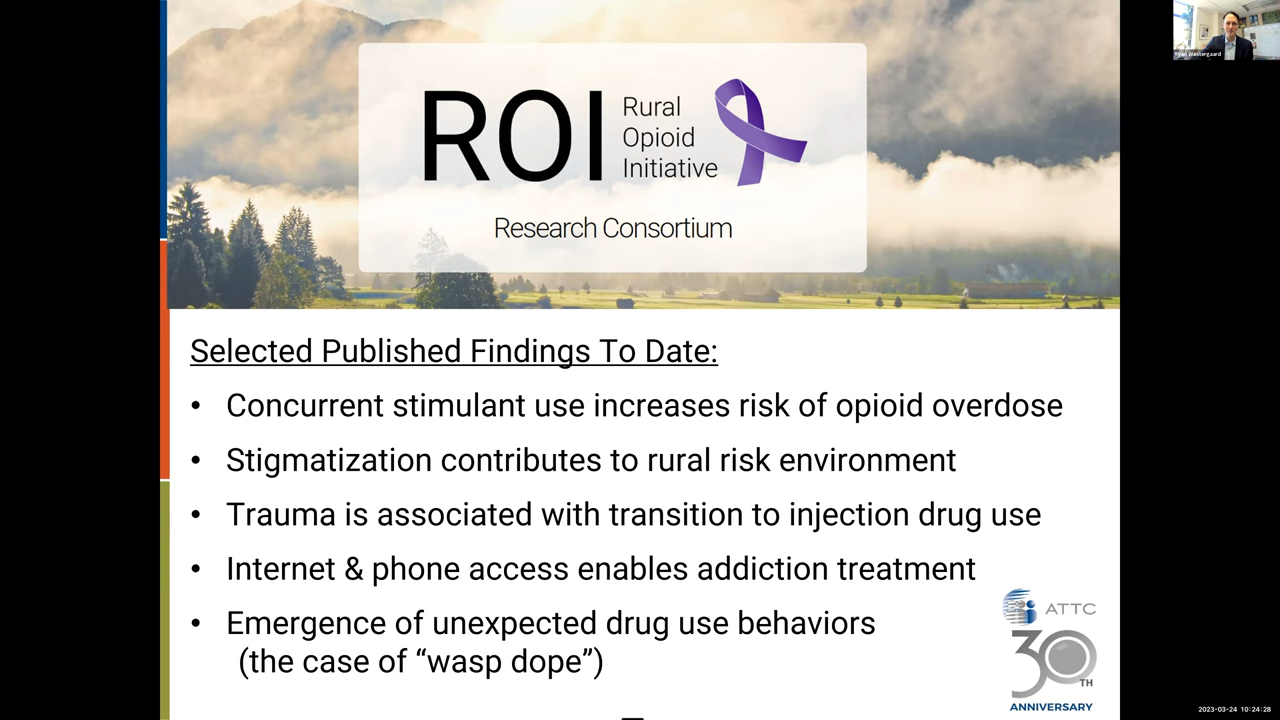 ROI
Rural
Opioid
Initiative
Research Consortium
Ryan Westergaard
Selected Published Findings To Date:
• Concurrent stimulant use increases risk of opioid overdose
• Stigmatization contributes to rural risk environment
• Trauma is associated with transition to injection drug use
• Internet & phone access enables addiction treatment
• Emergence of unexpected drug use behaviors
(the case of “wasp dope”)
ATTC
30TH
ANNIVERSARY
2023-03-24 10:24:28